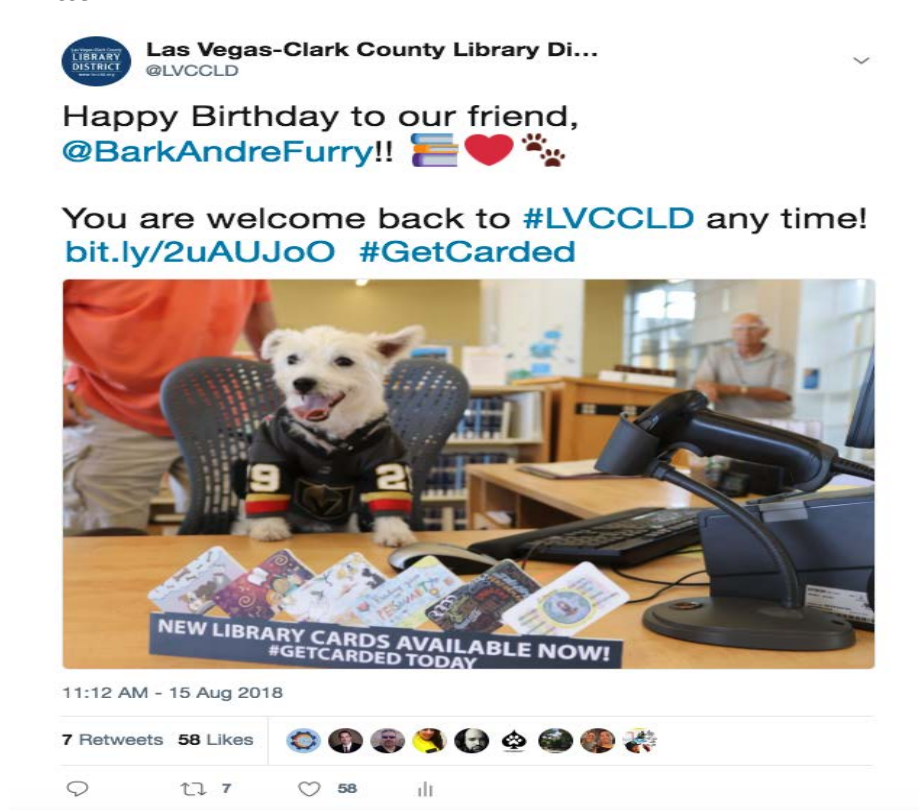 LIBRARY
DISTRICT
Las Vegas-Clark County Library Di...
@LVCCLD
Happy Birthday to our friend,
@BarkAndreFurry!! 📚❤️🐾
You are welcome back to #LVCCLD any time!
bit.ly/2uAUJoO #GetCarded
29
NEW LIBRARY CARDS AVAILABLE NOW!
#GETCARDED TODAY
11:12 AM - 15 Aug 2018
7 Retweets 58 Likes
7 58